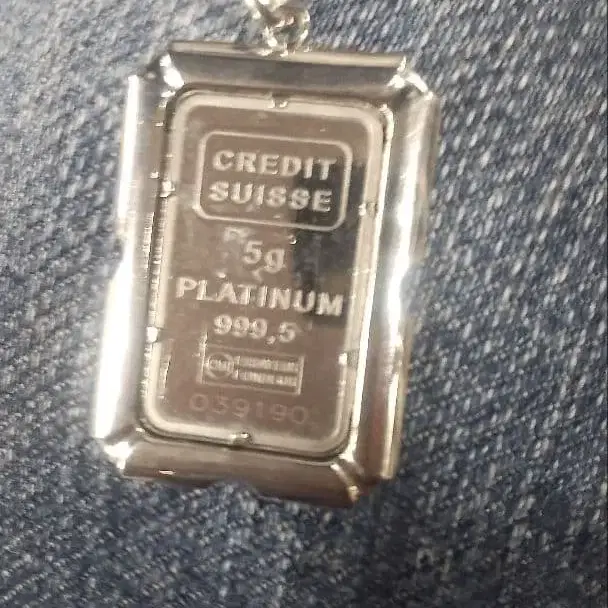 CREDIT
SUISSE
5g
PLATINUM
999,5
039190